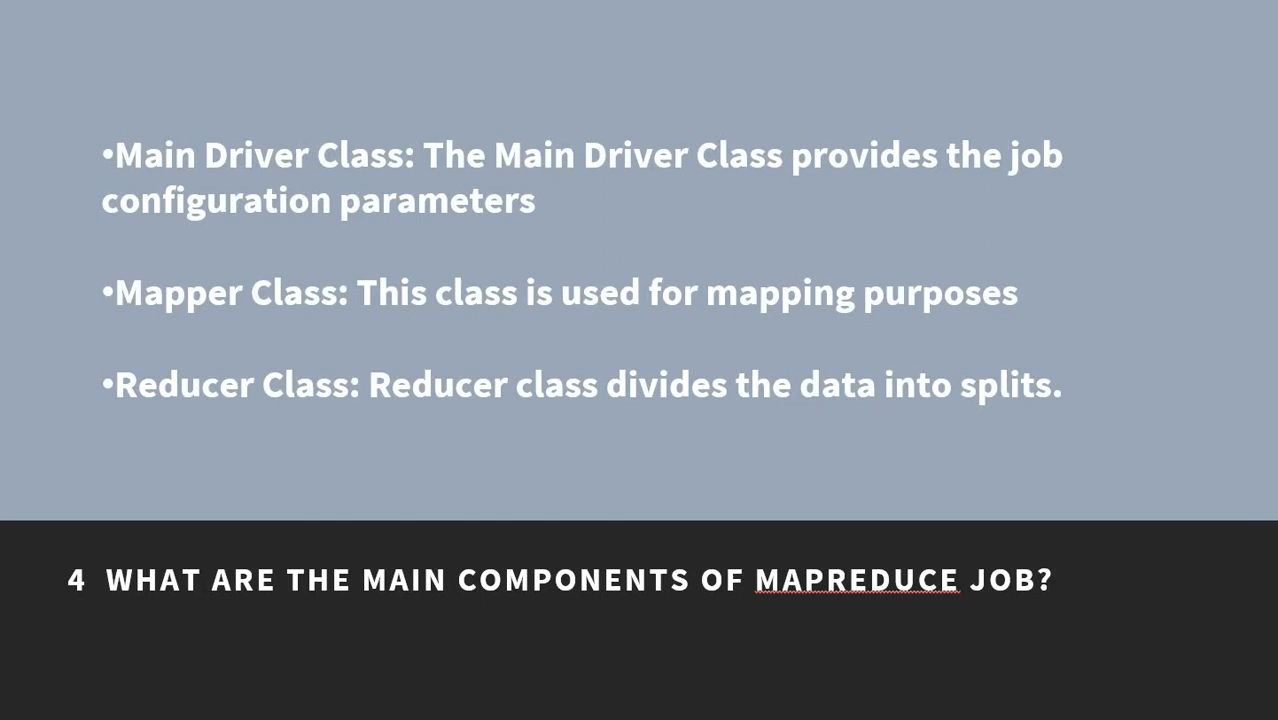 •Main Driver Class: The Main Driver Class provides the job
configuration parameters
•Mapper Class: This class is used for mapping purposes
•Reducer Class: Reducer class divides the data into splits.
4 WHAT ARE THE MAIN COMPONENTS OF MAPREDUCE JOB?